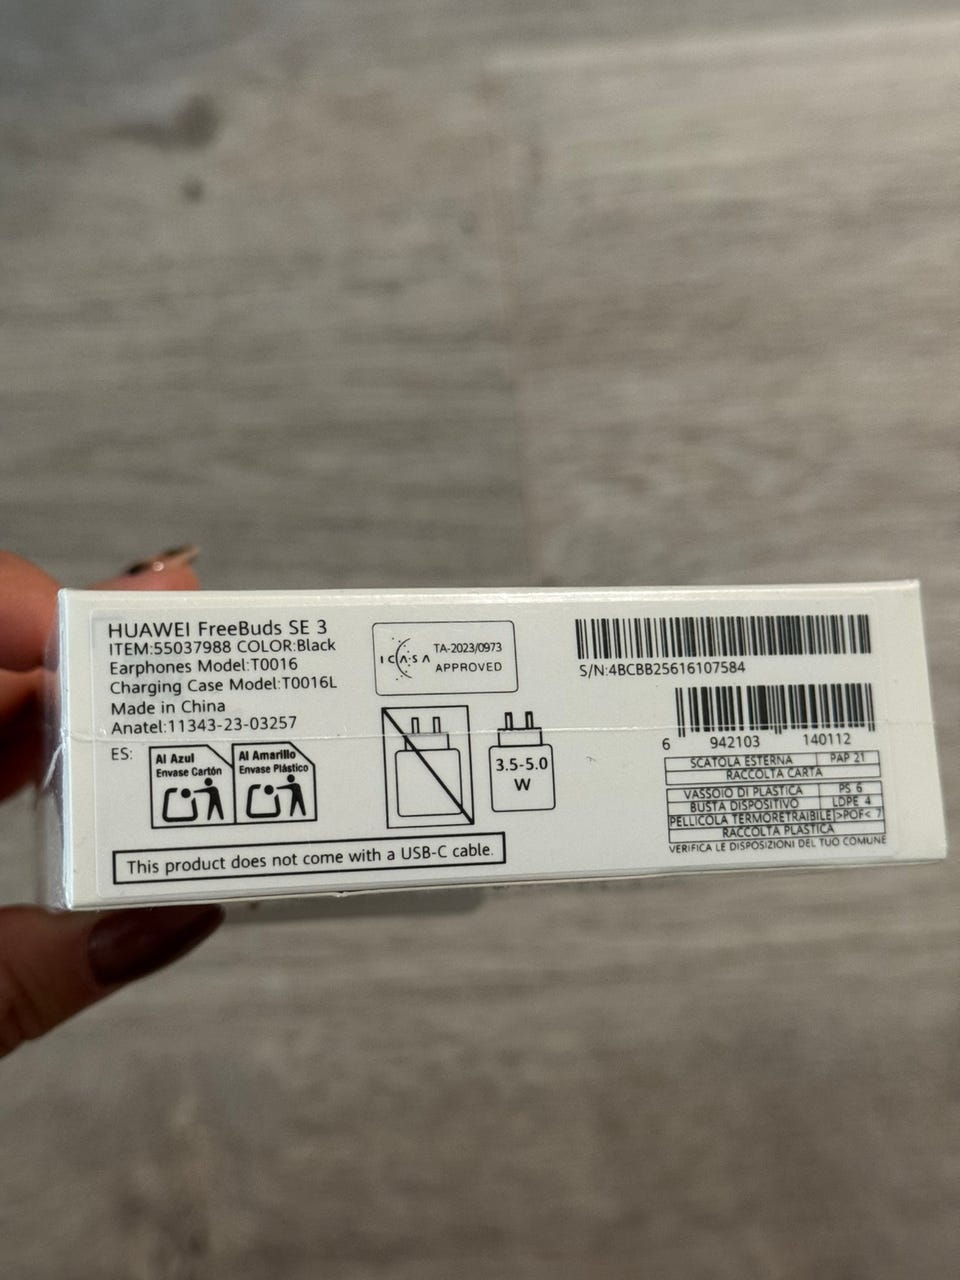 HUAWEI FreeBuds SE 3
ITEM:55037988 COLOR:Black
Earphones Model:T0016
Charging Case Model:T0016L
Made in China
Anatel:11343-23-03257
ES:
Al Azul
Envase Cartón
Al Amarillo
Envase Plástico
This product does not come with a USB-C cable.
ICASA
TA-2023/0973
APPROVED
3.5-5.0
W
S/N:4BCBB25616107584
6 942103 140112
SCATOLA ESTERNA PAP 21
RACCOLTA CARTA
VASSOIO DI PLASTICA PS 6
BUSTA DISPOSITIVO LDPE 4
PELLICOLA TERMORETRAIBILE >POF< 7
RACCOLTA PLASTICA
VERIFICA LE DISPOSIZIONI DEL TUO COMUNE